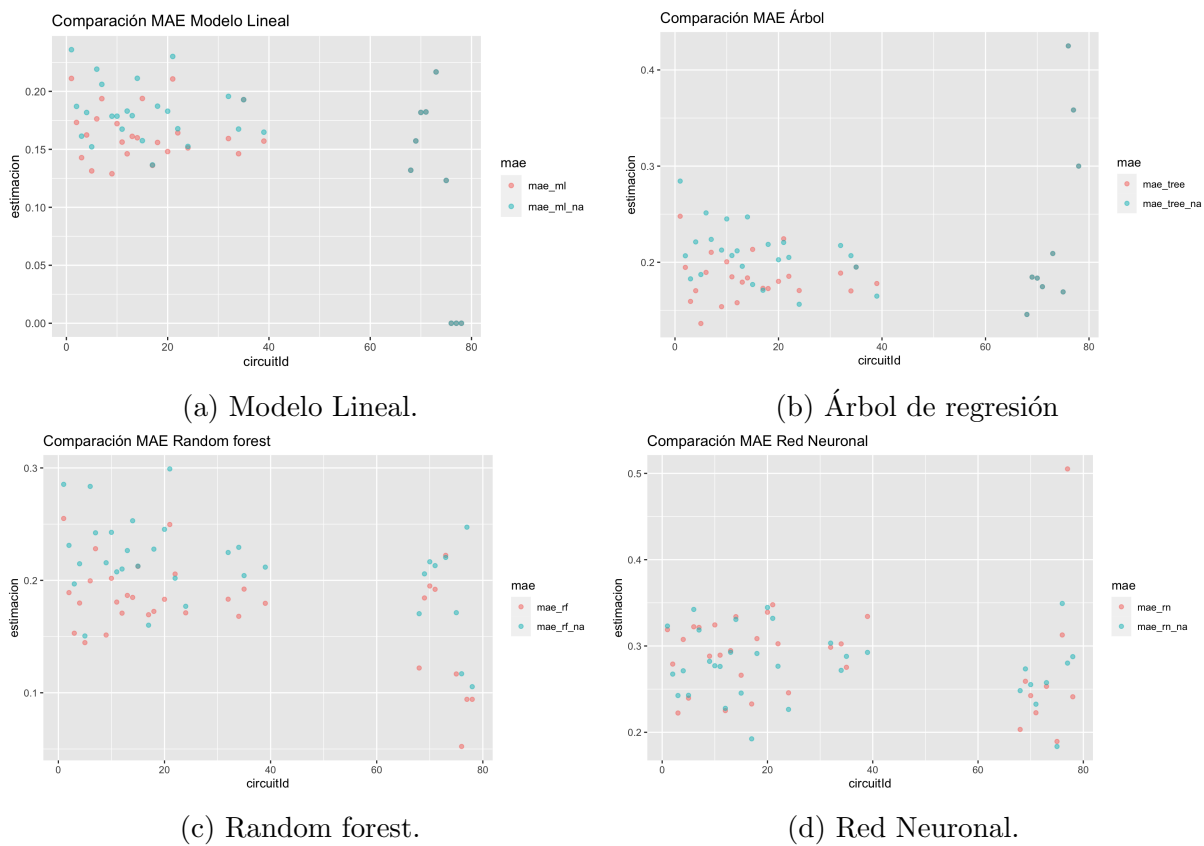 Comparación MAE Modelo Lineal
estimacion
0.20
0.15
0.10
0.05
0.00
0
20
40
60
80
circuitId
mae
mae_ml
mae_ml_na
(a) Modelo Lineal.
Comparación MAE Árbol
estimacion
0.4
0.3
0.2
0
20
40
60
80
circuitId
mae
mae_tree
mae_tree_na
(b) Árbol de regresión
Comparación MAE Random forest
estimacion
0.3
0.2
0.1
0
20
40
60
80
circuitId
mae
mae_rf
mae_rf_na
(c) Random forest.
Comparación MAE Red Neuronal
estimacion
0.5
0.4
0.3
0.2
0
20
40
60
80
circuitId
mae
mae_rn
mae_rn_na
(d) Red Neuronal.